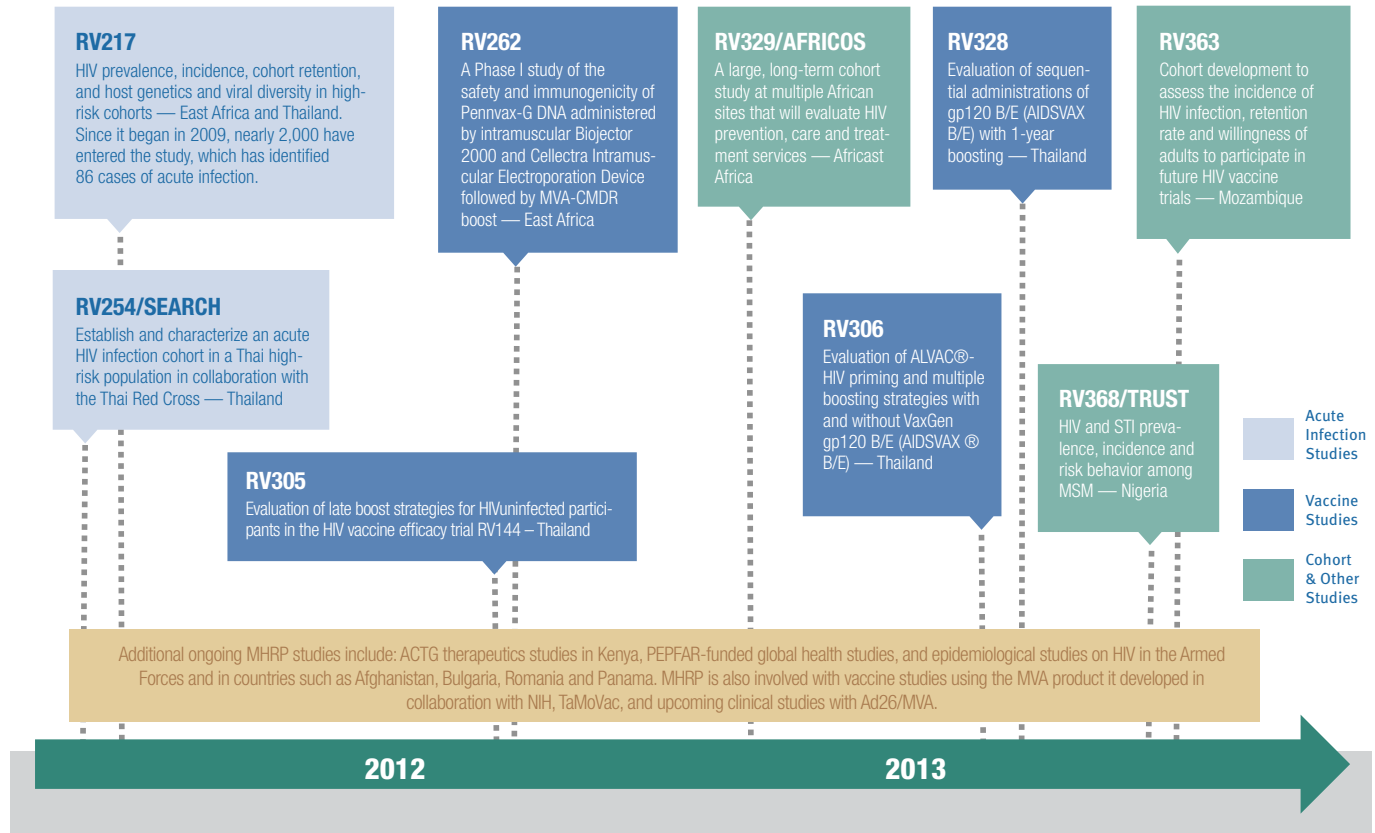 RV217
HIV prevalence, incidence, cohort retention,
and host genetics and viral diversity in high-
risk cohorts — East Africa and Thailand.
Since it began in 2009, nearly 2,000 have
entered the study, which has identified
86 cases of acute infection.
RV262
A Phase I study of the
safety and immunogenicity of
Pennvax-G DNA administered
by intramuscular Biojector
2000 and Cellectra Intramus-
cular Electroporation Device
followed by MVA-CMDR
boost — East Africa
RV329/AFRICOS
A large, long-term cohort
study at multiple African
sites that will evaluate HIV
prevention, care and treat-
ment services — Africast
Africa
RV328
Evaluation of sequen-
tial administrations of
gp120 B/E (AIDSVAX
B/E) with 1-year
boosting — Thailand
RV363
Cohort development to
assess the incidence of
HIV infection, retention
rate and willingness of
adults to participate in
future HIV vaccine
trials — Mozambique
RV254/SEARCH
Establish and characterize an acute
HIV infection cohort in a Thai high-
risk population in collaboration with
the Thai Red Cross — Thailand
RV305
Evaluation of late boost strategies for HIVuninfected partici-
pants in the HIV vaccine efficacy trial RV144 – Thailand
RV306
Evaluation of ALVAC®-
HIV priming and multiple
boosting strategies with
and without VaxGen
gp120 B/E (AIDSVAX ®
B/E) — Thailand
RV368/TRUST
HIV and STI preva-
lence, incidence and
risk behavior among
MSM — Nigeria
Acute
Infection
Studies
Vaccine
Studies
Cohort
& Other
Studies
Additional ongoing MHRP studies include: ACTG therapeutics studies in Kenya, PEPFAR-funded global health studies, and epidemiological studies on HIV in the Armed
Forces and in countries such as Afghanistan, Bulgaria, Romania and Panama. MHRP is also involved with vaccine studies using the MVA product it developed in
collaboration with NIH, TaMoVac, and upcoming clinical studies with Ad26/MVA.
2012
2013